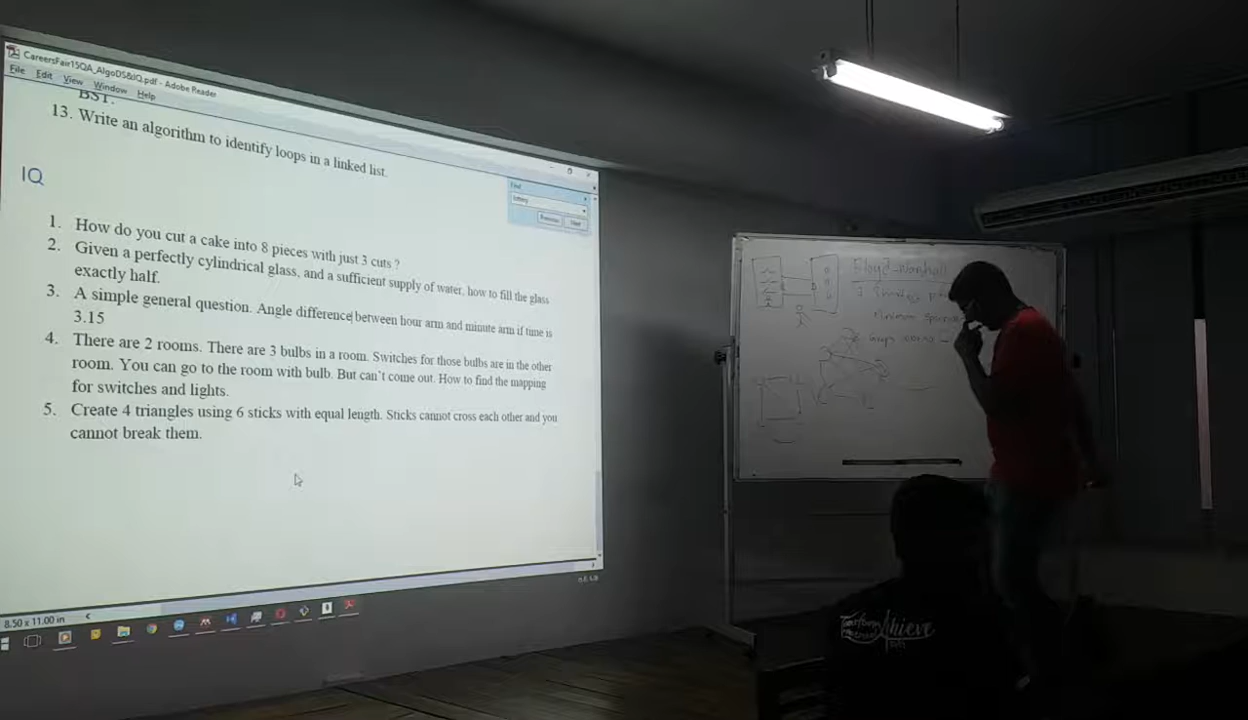 CareersFair15QA_AlgoDS&IQ.pdf - Adobe Reader
File Edit View Window Help
BST.
13. Write an algorithm to identify loops in a linked list.
Find
IQ
1. How do you cut a cake into 8 pieces with just 3 cuts ?
2. Given a perfectly cylindrical glass, and a sufficient supply of water, how to fill the glass
exactly half.
3. A simple general question. Angle difference between hour arm and minute arm if time is
3.15
4. There are 2 rooms. There are 3 bulbs in a room. Switches for those bulbs are in the other
room. You can go to the room with bulb. But can't come out. How to find the mapping
for switches and lights.
5. Create 4 triangles using 6 sticks with equal length. Sticks cannot cross each other and you
cannot break them.
8.50 x 11.00 in
Floyd-Warshall
Minimum
Achieve